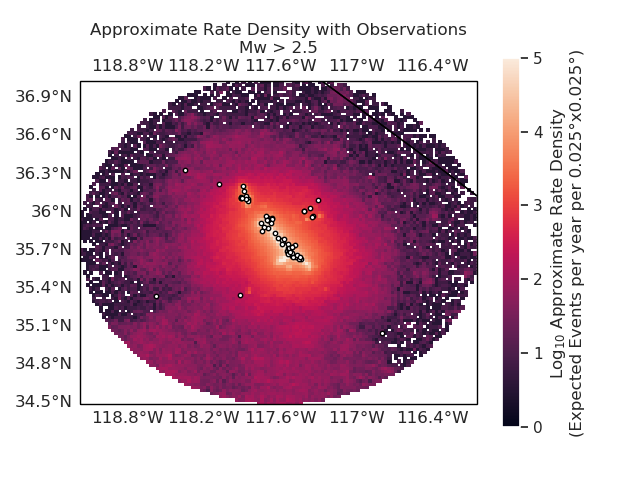 Approximate Rate Density with Observations
Mw > 2.5
118.8°W 118.2°W 117.6°W 117°W 116.4°W
36.9°N
36.6°N
36.3°N
36°N
35.7°N
35.4°N
35.1°N
34.8°N
34.5°N
118.8°W 118.2°W 117.6°W 117°W 116.4°W
5
4
3
2
1
0
Log₁₀ Approximate Rate Density
(Expected Events per year per 0.025°x0.025°)